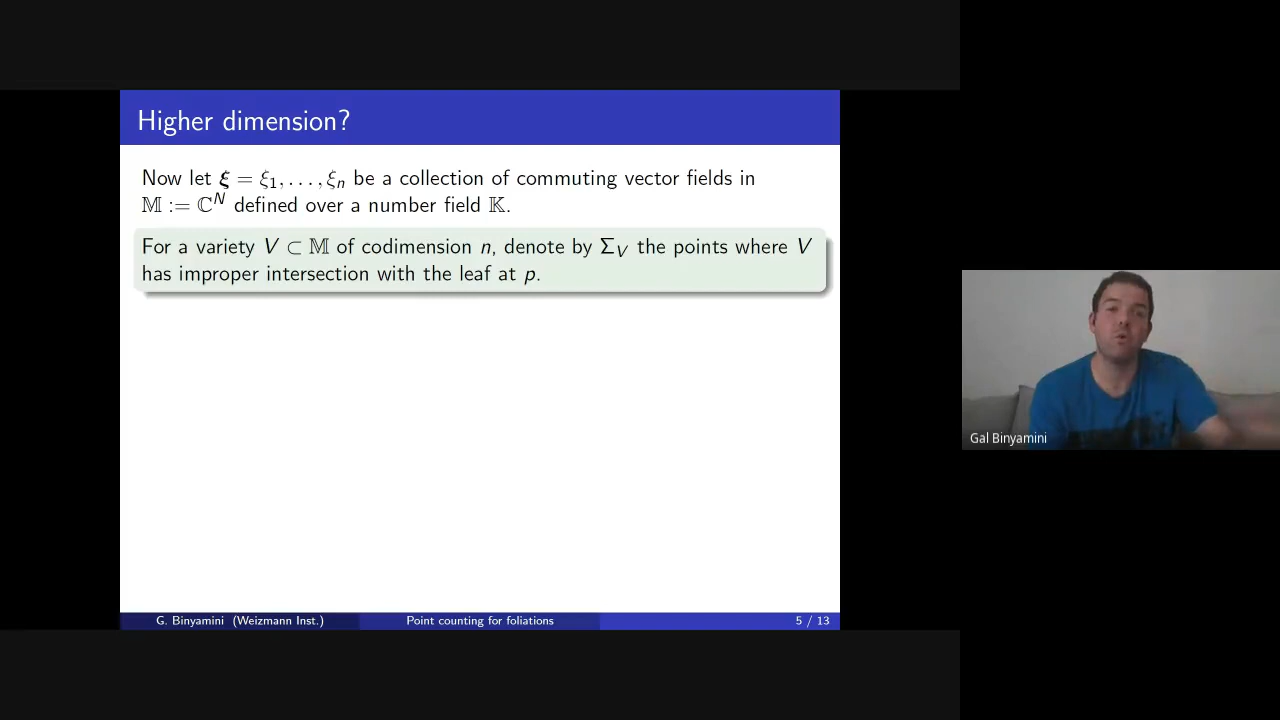 Higher dimension?
Now let ξ = ξ₁, . . . , ξₙ be a collection of commuting vector fields in
𝕄 := ℂᴺ defined over a number field 𝕂.
For a variety V ⊂ 𝕄 of codimension n, denote by Σ_V the points where V
has improper intersection with the leaf at p.
Gal Binyamini
G. Binyamini (Weizmann Inst.) Point counting for foliations 5 / 13